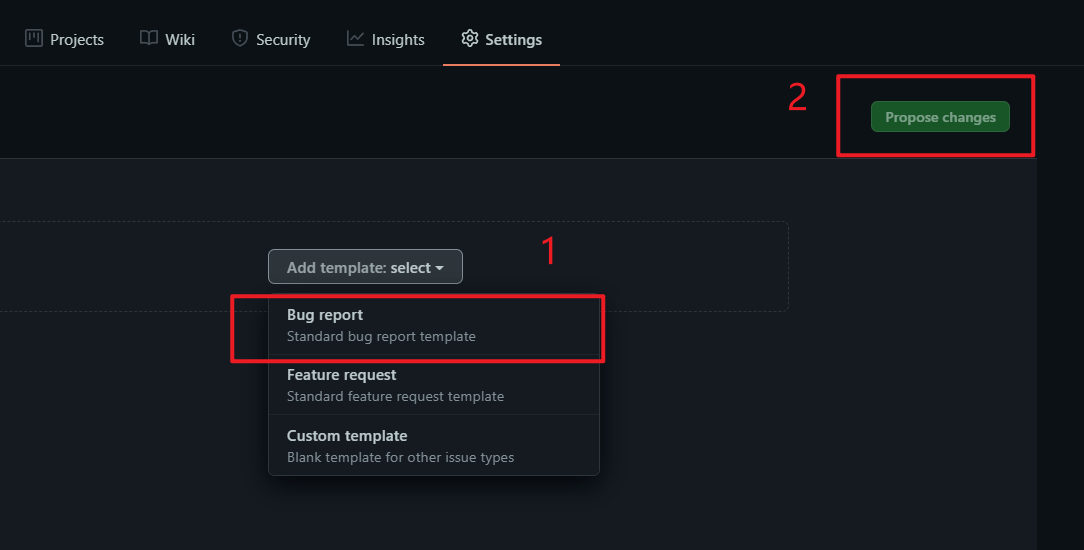 Projects Wiki Security Insights Settings
2
Propose changes
1
Add template: select
Bug report
Standard bug report template
Feature request
Standard feature request template
Custom template
Blank template for other issue types